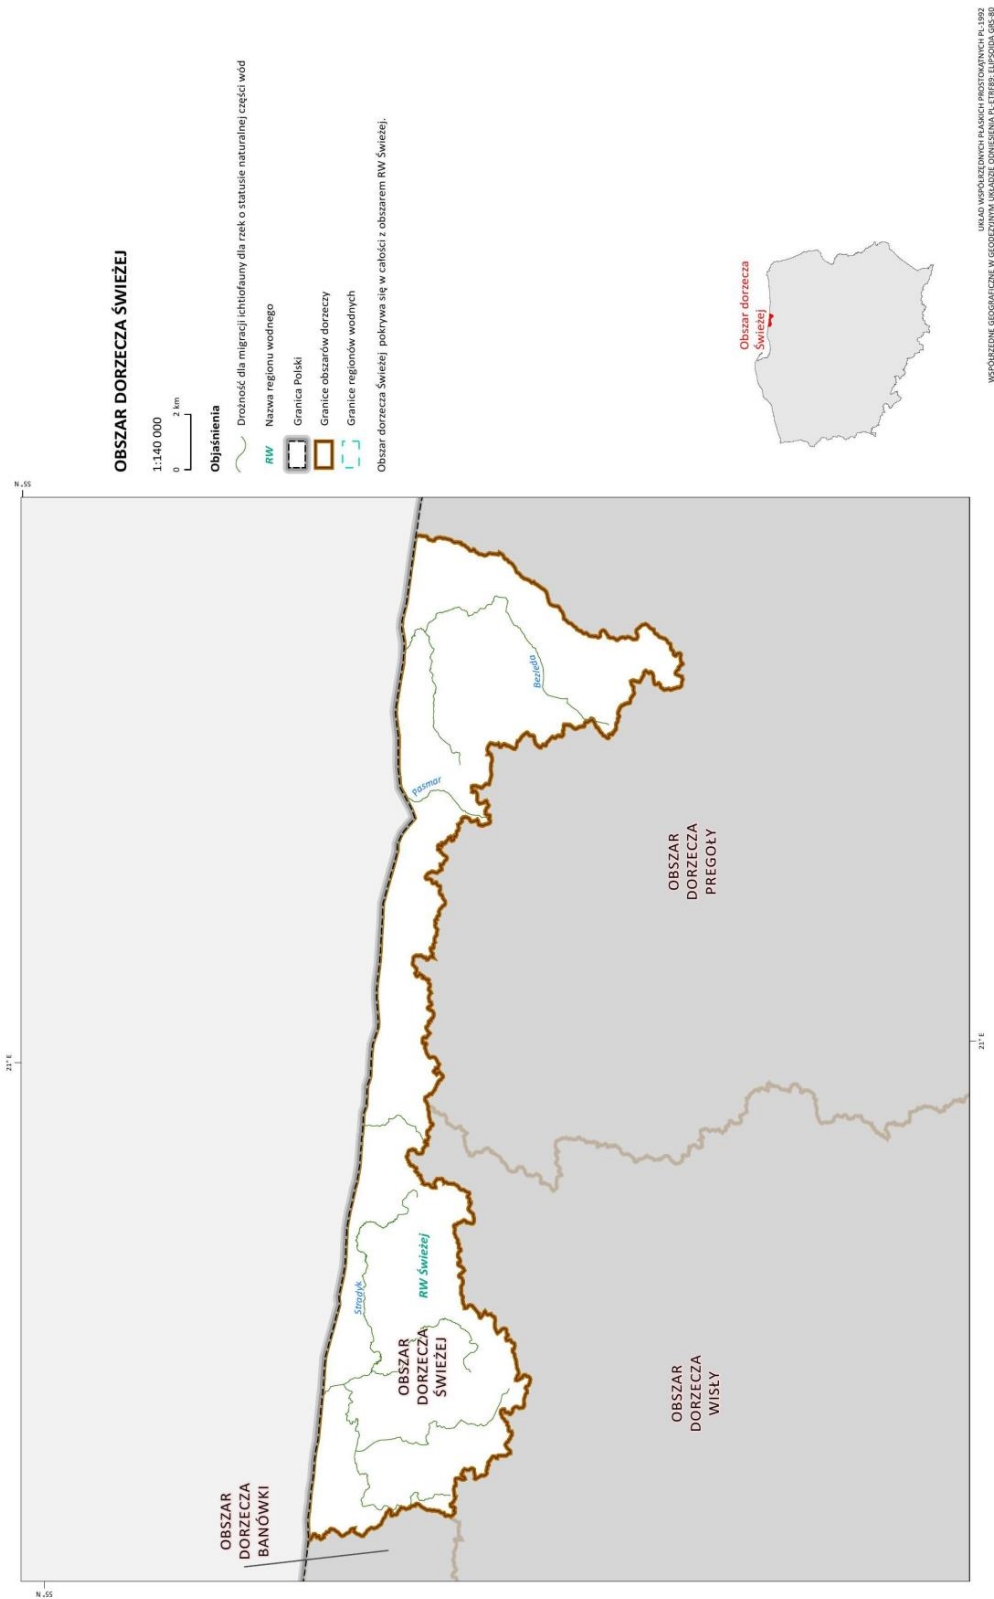 OBSZAR DORZECZA ŚWIEŻEJ
1:140 000
0 2 km
Objaśnienia
Drożność dla migracji ichtiofauny dla rzek o statusie naturalnej części wód
RW Nazwa regionu wodnego
Granica Polski
Granice obszarów dorzeczy
Granice regionów wodnych
Obszar dorzecza Świeżej pokrywa się w całości z obszarem RW Świeżej.
Obszar dorzecza
Świeżej
UKŁAD WSPÓŁRZĘDNYCH PŁASKICH PROSTOKĄTNYCH PL-1992
WSPÓŁRZĘDNE GEOGRAFICZNE W GEODEZYJNYM UKŁADZIE ODNIESIENIA PL-ETRF89; ELIPSOIDA GRS-80
21° E
N .55
N .55
21° E
OBSZAR
DORZECZA
BANÓWKI
Stradyk
RW Świeżej
OBSZAR
DORZECZA
ŚWIEŻEJ
Pasmar
Bezleda
OBSZAR
DORZECZA
WISŁY
OBSZAR
DORZECZA
PREGOŁY